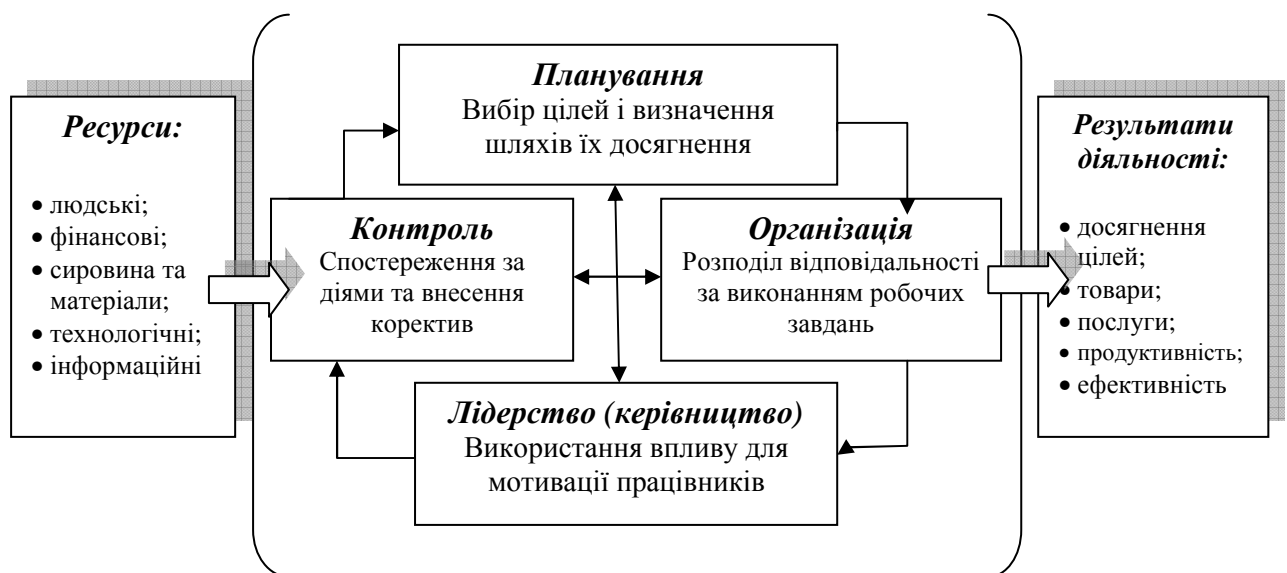 Ресурси:
• людські;
• фінансові;
• сировина та
матеріали;
• технологічні;
• інформаційні
Планування
Вибір цілей і визначення
шляхів їх досягнення
Контроль
Спостереження за
діями та внесення
коректив
Організація
Розподіл відповідальності
за виконанням робочих
завдань
Лідерство (керівництво)
Використання впливу для
мотивації працівників
Результати
діяльності:
• досягнення
цілей;
• товари;
• послуги;
• продуктивність;
• ефективність